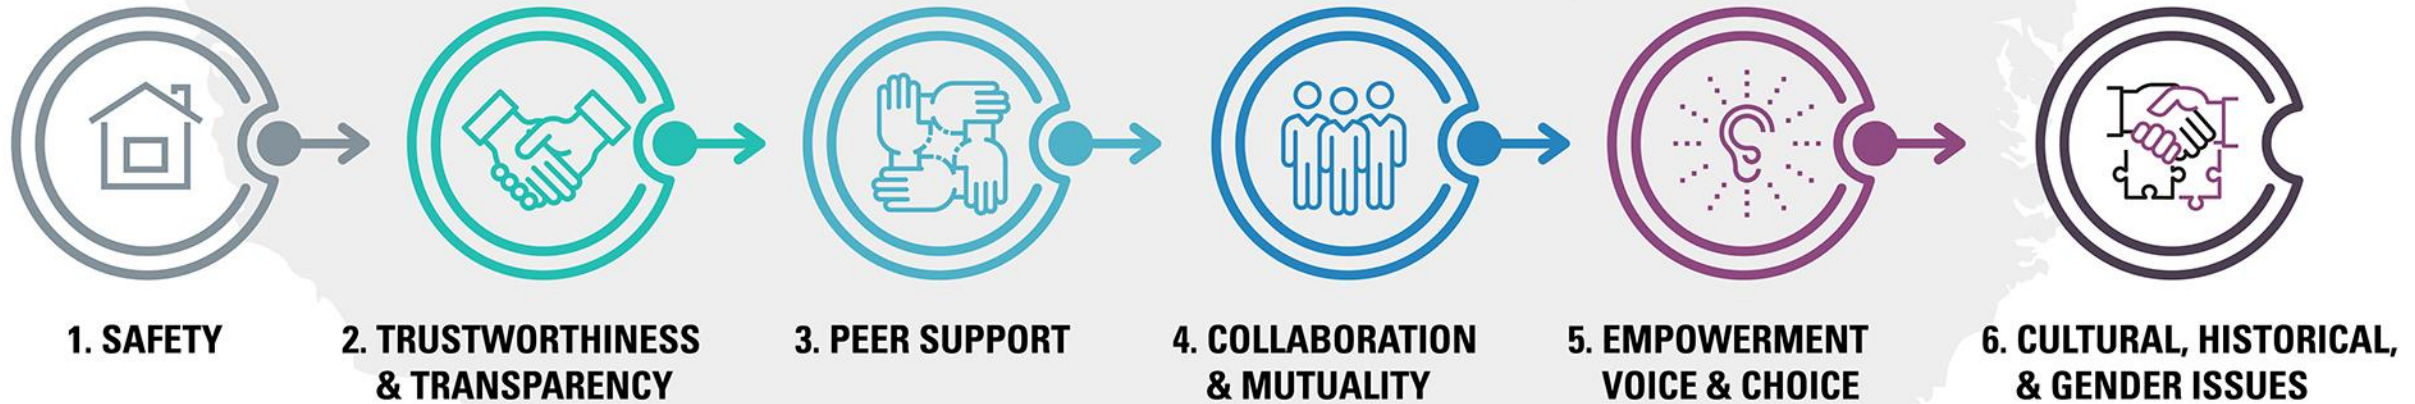 1. SAFETY
2. TRUSTWORTHINESS
& TRANSPARENCY
3. PEER SUPPORT
4. COLLABORATION
& MUTUALITY
5. EMPOWERMENT
VOICE & CHOICE
6. CULTURAL, HISTORICAL,
& GENDER ISSUES